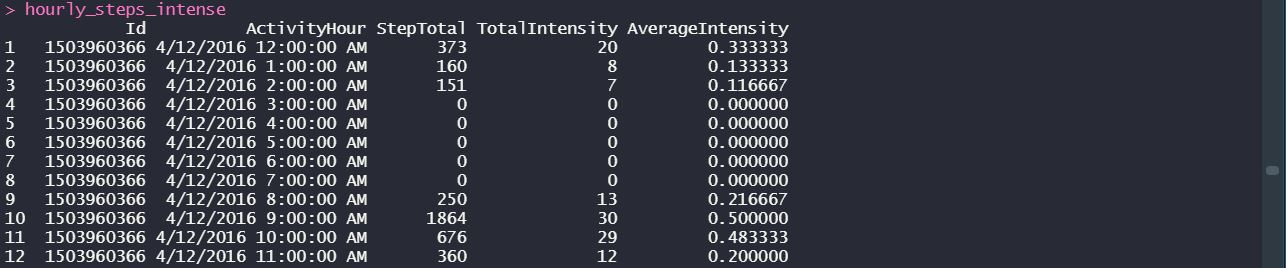 > hourly_steps_intense
Id ActivityHour StepTotal TotalIntensity AverageIntensity
1 1503960366 4/12/2016 12:00:00 AM 373 20 0.333333
2 1503960366 4/12/2016 1:00:00 AM 160 8 0.133333
3 1503960366 4/12/2016 2:00:00 AM 151 7 0.116667
4 1503960366 4/12/2016 3:00:00 AM 0 0 0.000000
5 1503960366 4/12/2016 4:00:00 AM 0 0 0.000000
6 1503960366 4/12/2016 5:00:00 AM 0 0 0.000000
7 1503960366 4/12/2016 6:00:00 AM 0 0 0.000000
8 1503960366 4/12/2016 7:00:00 AM 0 0 0.000000
9 1503960366 4/12/2016 8:00:00 AM 250 13 0.216667
10 1503960366 4/12/2016 9:00:00 AM 1864 30 0.500000
11 1503960366 4/12/2016 10:00:00 AM 676 29 0.483333
12 1503960366 4/12/2016 11:00:00 AM 360 12 0.200000